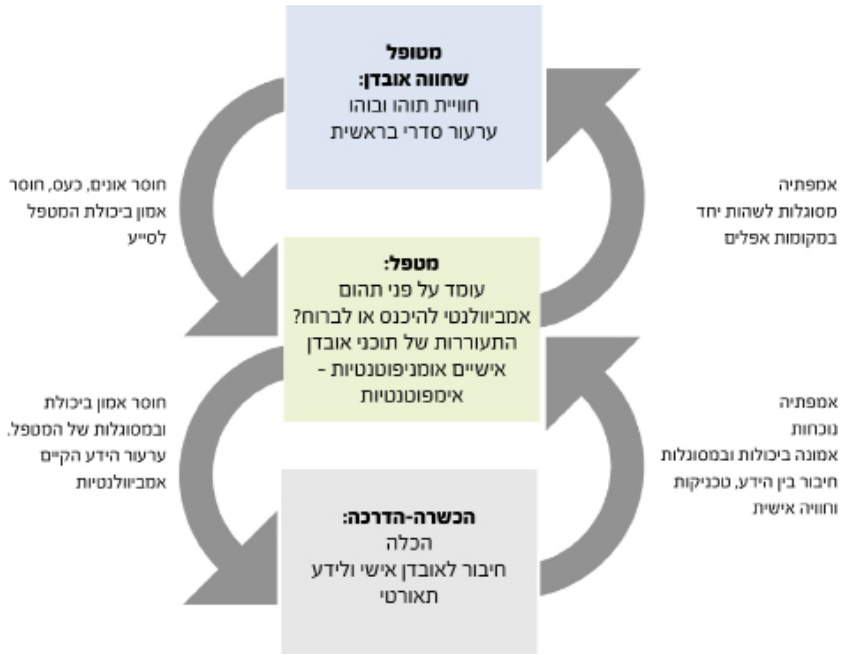 מטופל
שחווה אובדן:
חוויית תוהו ובוהו
ערעור סדרי בראשית
אמפתיה
מסוגלות לשהות יחד
במקומות אפלים
חוסר אונים, כעס, חוסר
אמון ביכולת המטפל
לסייע
מטפל:
עומד על פני תהום
אמביוולנטי להיכנס או לברוח?
התעוררות של תוכני אובדן
אישיים אומניפוטנטיות -
אימפוטנטיות
אמפתיה
נוכחות
אמונה ביכולות ובמסוגלות
חיבור בין הידע, טכניקות
וחוויה אישית
חוסר אמון ביכולת
ובמסוגלות של המטפל.
ערעור הידע הקיים
אמביוולנטיות
הכשרה-הדרכה:
הכלה
חיבור לאובדן אישי ולידע
תאורטי